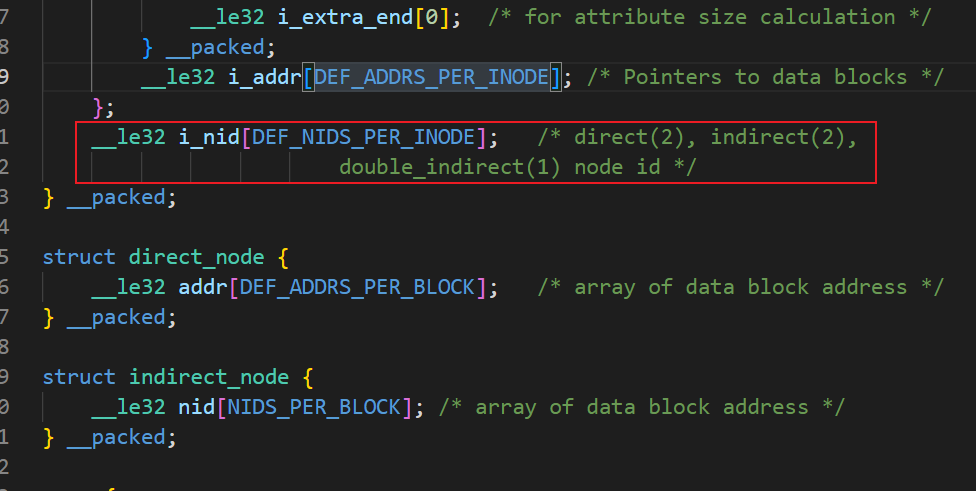 7 __le32 i_extra_end[0]; /* for attribute size calculation */
8 } __packed;
9 __le32 i_addr[DEF_ADDRS_PER_INODE]; /* Pointers to data blocks */
0 };
1 __le32 i_nid[DEF_NIDS_PER_INODE]; /* direct(2), indirect(2),
2 double_indirect(1) node id */
3 } __packed;
4
5 struct direct_node {
6 __le32 addr[DEF_ADDRS_PER_BLOCK]; /* array of data block address */
7 } __packed;
8
9 struct indirect_node {
0 __le32 nid[NIDS_PER_BLOCK]; /* array of data block address */
1 } __packed;
2